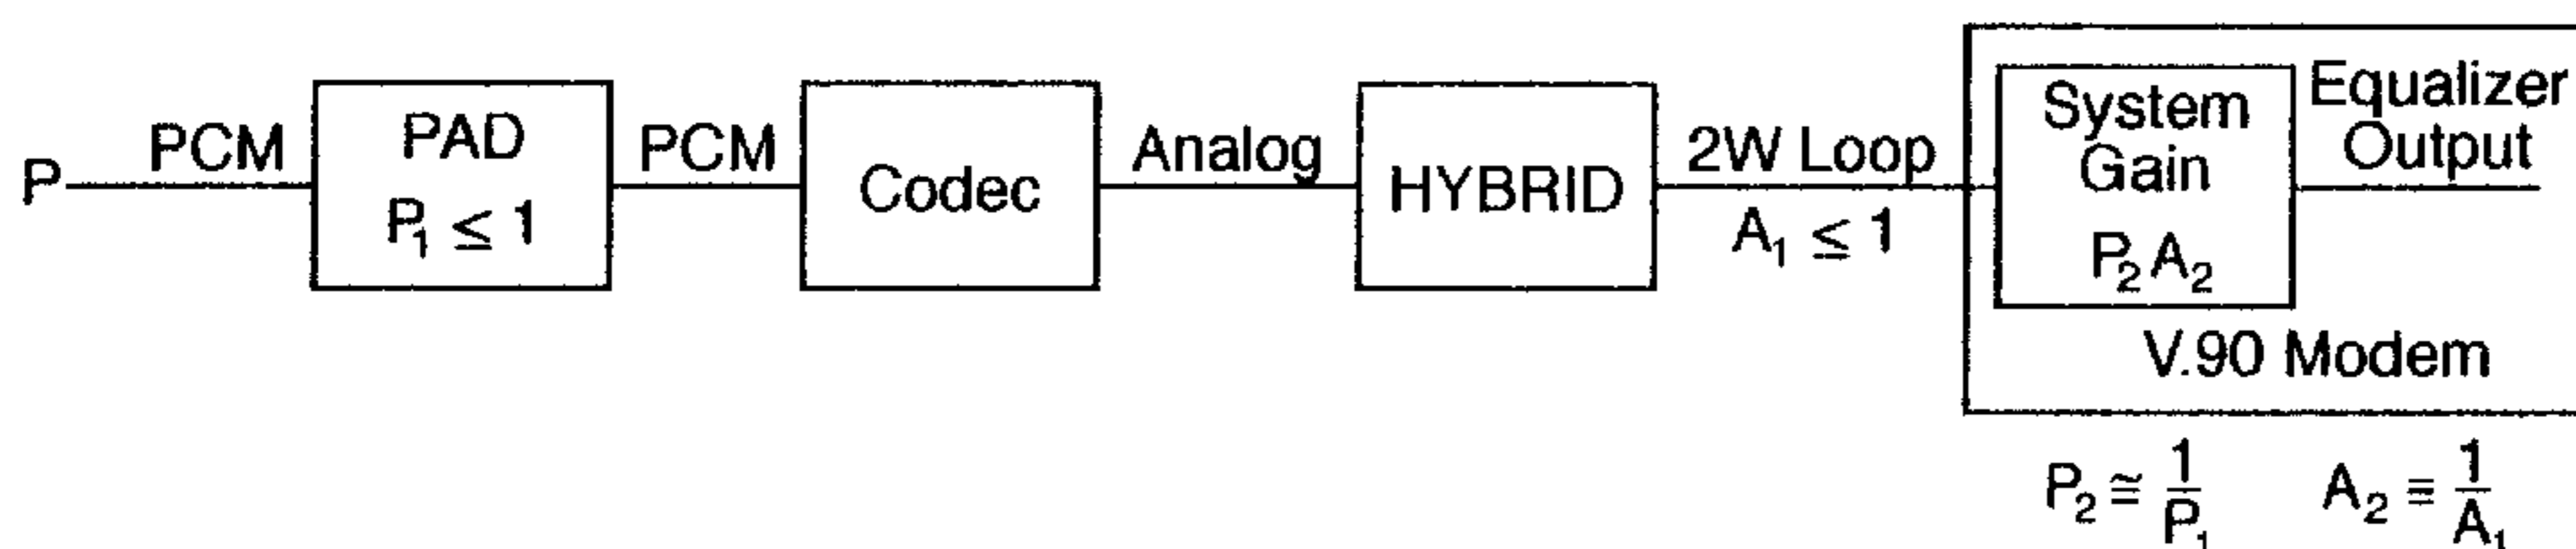 P
PCM
PAD
P₁ ≤ 1
PCM
Codec
Analog
HYBRID
2W Loop
A₁ ≤ 1
System
Gain
P₂A₂
Equalizer
Output
V.90 Modem
P₂ ≅ 1/P₁
A₂ ≡ 1/A₁